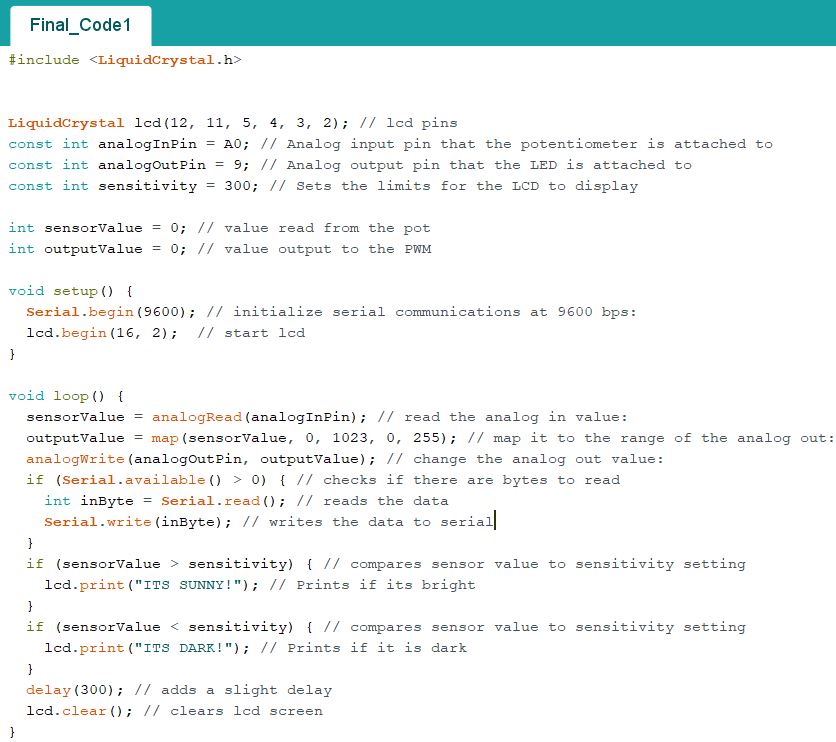 Final_Code1
#include <LiquidCrystal.h>
LiquidCrystal lcd(12, 11, 5, 4, 3, 2); // lcd pins
const int analogInPin = A0; // Analog input pin that the potentiometer is attached to
const int analogOutPin = 9; // Analog output pin that the LED is attached to
const int sensitivity = 300; // Sets the limits for the LCD to display
int sensorValue = 0; // value read from the pot
int outputValue = 0; // value output to the PWM
void setup() {
  Serial.begin(9600); // initialize serial communications at 9600 bps:
  lcd.begin(16, 2);  // start lcd
}
void loop() {
  sensorValue = analogRead(analogInPin); // read the analog in value:
  outputValue = map(sensorValue, 0, 1023, 0, 255); // map it to the range of the analog out:
  analogWrite(analogOutPin, outputValue); // change the analog out value:
  if (Serial.available() > 0) { // checks if there are bytes to read
    int inByte = Serial.read(); // reads the data
    Serial.write(inByte); // writes the data to serial
  }
  if (sensorValue > sensitivity) { // compares sensor value to sensitivity setting
    lcd.print("ITS SUNNY!"); // Prints if its bright
  }
  if (sensorValue < sensitivity) { // compares sensor value to sensitivity setting
    lcd.print("ITS DARK!"); // Prints if it is dark
  }
  delay(300); // adds a slight delay
  lcd.clear(); // clears lcd screen
}